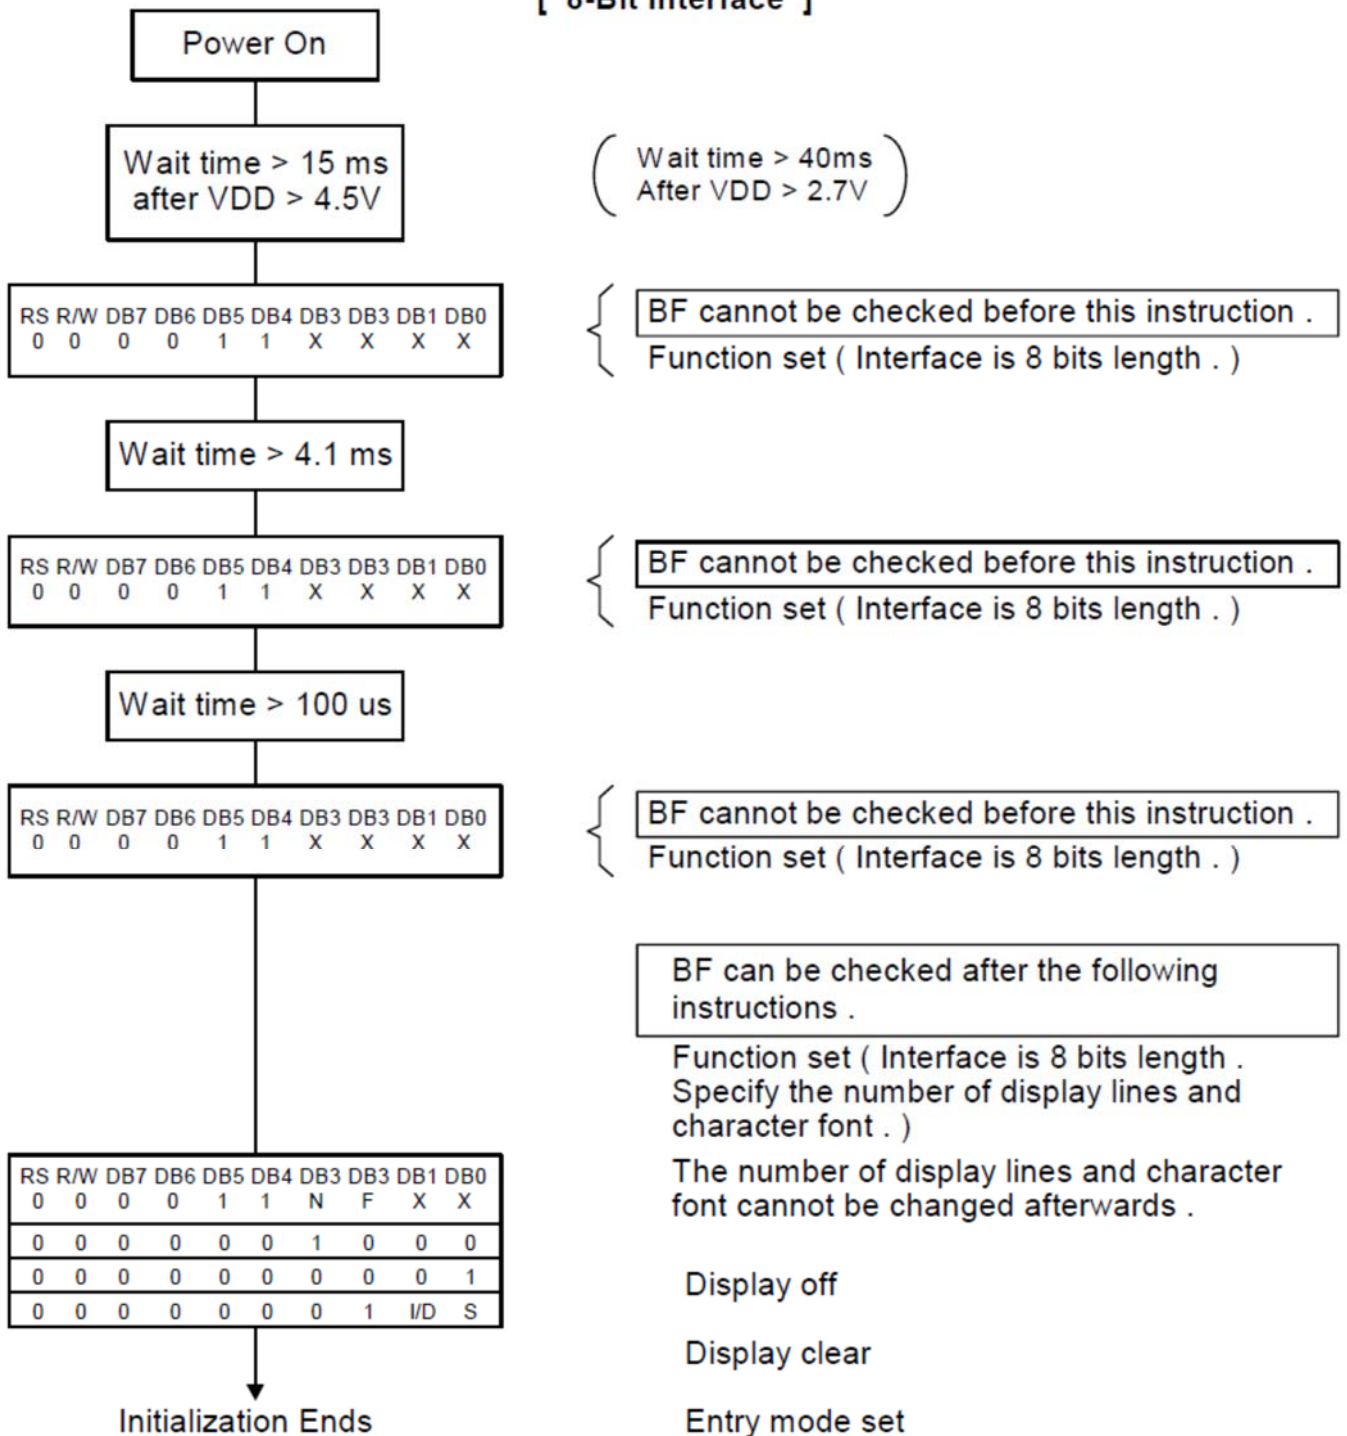 [ 8-Bit Interface ]
Power On
Wait time > 15 ms
after VDD > 4.5V
Wait time > 40ms
After VDD > 2.7V
RS R/W DB7 DB6 DB5 DB4 DB3 DB3 DB1 DB0
0 0 0 0 1 1 X X X X
BF cannot be checked before this instruction .
Function set ( Interface is 8 bits length . )
Wait time > 4.1 ms
RS R/W DB7 DB6 DB5 DB4 DB3 DB3 DB1 DB0
0 0 0 0 1 1 X X X X
BF cannot be checked before this instruction .
Function set ( Interface is 8 bits length . )
Wait time > 100 us
RS R/W DB7 DB6 DB5 DB4 DB3 DB3 DB1 DB0
0 0 0 0 1 1 X X X X
BF cannot be checked before this instruction .
Function set ( Interface is 8 bits length . )
BF can be checked after the following
instructions .
Function set ( Interface is 8 bits length .
Specify the number of display lines and
character font . )
The number of display lines and character
font cannot be changed afterwards .
RS R/W DB7 DB6 DB5 DB4 DB3 DB3 DB1 DB0
0 0 0 0 1 1 N F X X
0 0 0 0 0 0 1 0 0 0
0 0 0 0 0 0 0 0 0 1
0 0 0 0 0 0 0 1 I/D S
Display off
Display clear
Initialization Ends
Entry mode set